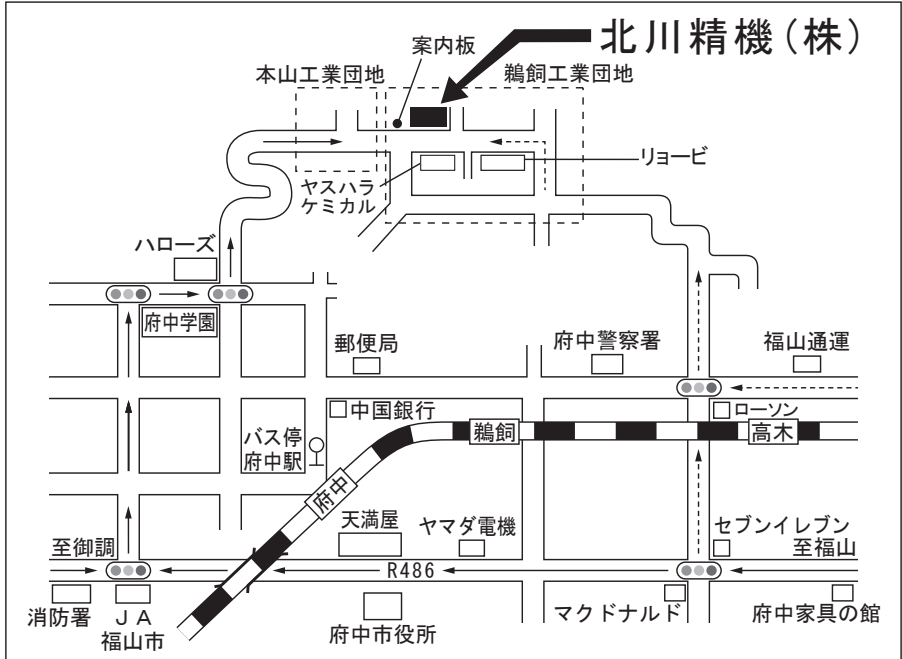 北川精機(株)
案内板
本山工業団地
鵜飼工業団地
リョービ
ヤスハラ
ケミカル
ハローズ
府中学園
郵便局
府中警察署
福山通運
中国銀行
ローソン
バス停
府中駅
鵜飼
高木
府中
天満屋
ヤマダ電機
セブンイレブン
至御調
至福山
R486
消防署
JA
福山市
府中市役所
マクドナルド
府中家具の館